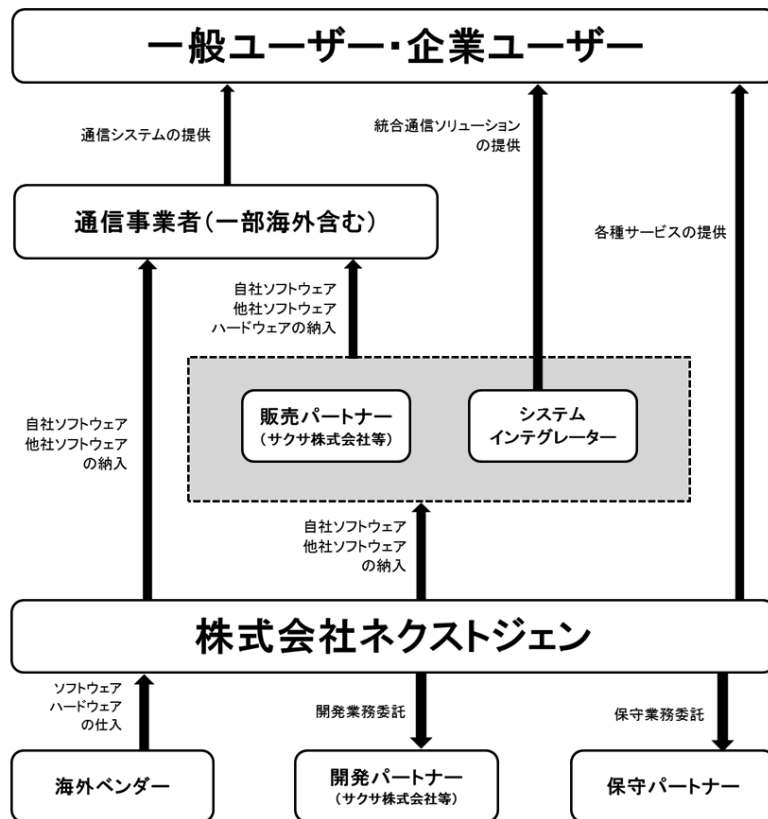 一般ユーザー・企業ユーザー
通信システムの提供
統合通信ソリューション
の提供
通信事業者(一部海外含む)
各種サービスの提供
自社ソフトウェア
他社ソフトウェア
ハードウェアの納入
販売パートナー
(サクサ株式会社等)
システム
インテグレーター
自社ソフトウェア
他社ソフトウェア
の納入
自社ソフトウェア
他社ソフトウェア
の納入
株式会社ネクストジェン
ソフトウェア
ハードウェア
の仕入
開発業務委託
保守業務委託
海外ベンダー
開発パートナー
(サクサ株式会社等)
保守パートナー